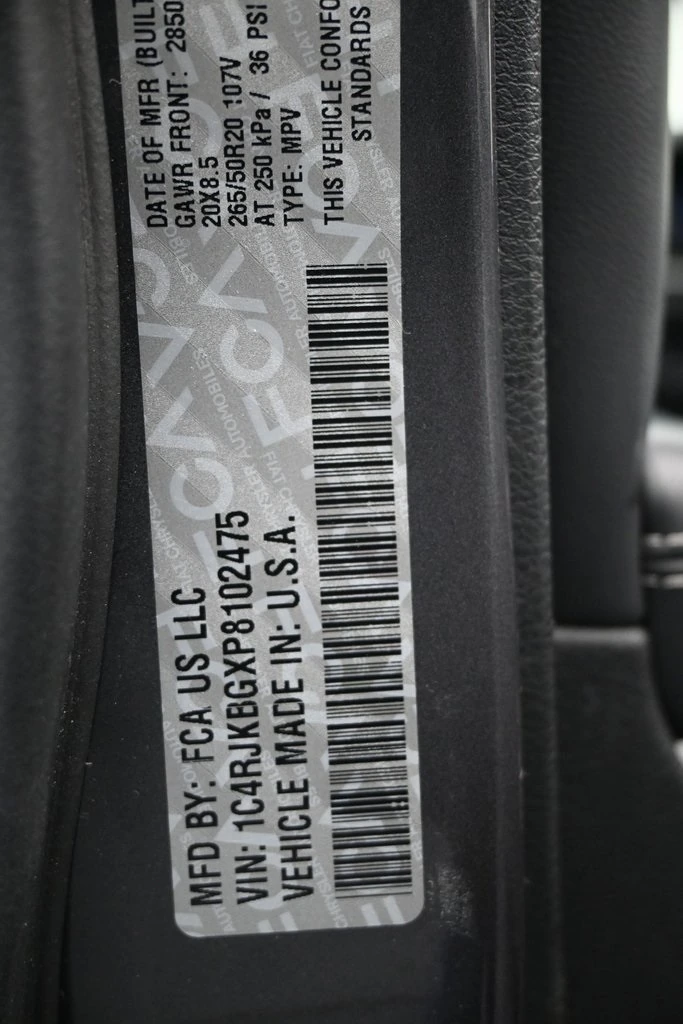 MFD BY: FCA US LLC
VIN: 1C4RJKBGXP8102475
VEHICLE MADE IN: U.S.A.
DATE OF MFR (BUILT
GAWR FRONT: 2850
20X8.5
265/50R20 107V
AT 250 kPa / 36 PSI
TYPE: MPV
THIS VEHICLE CONFO
STANDARDS